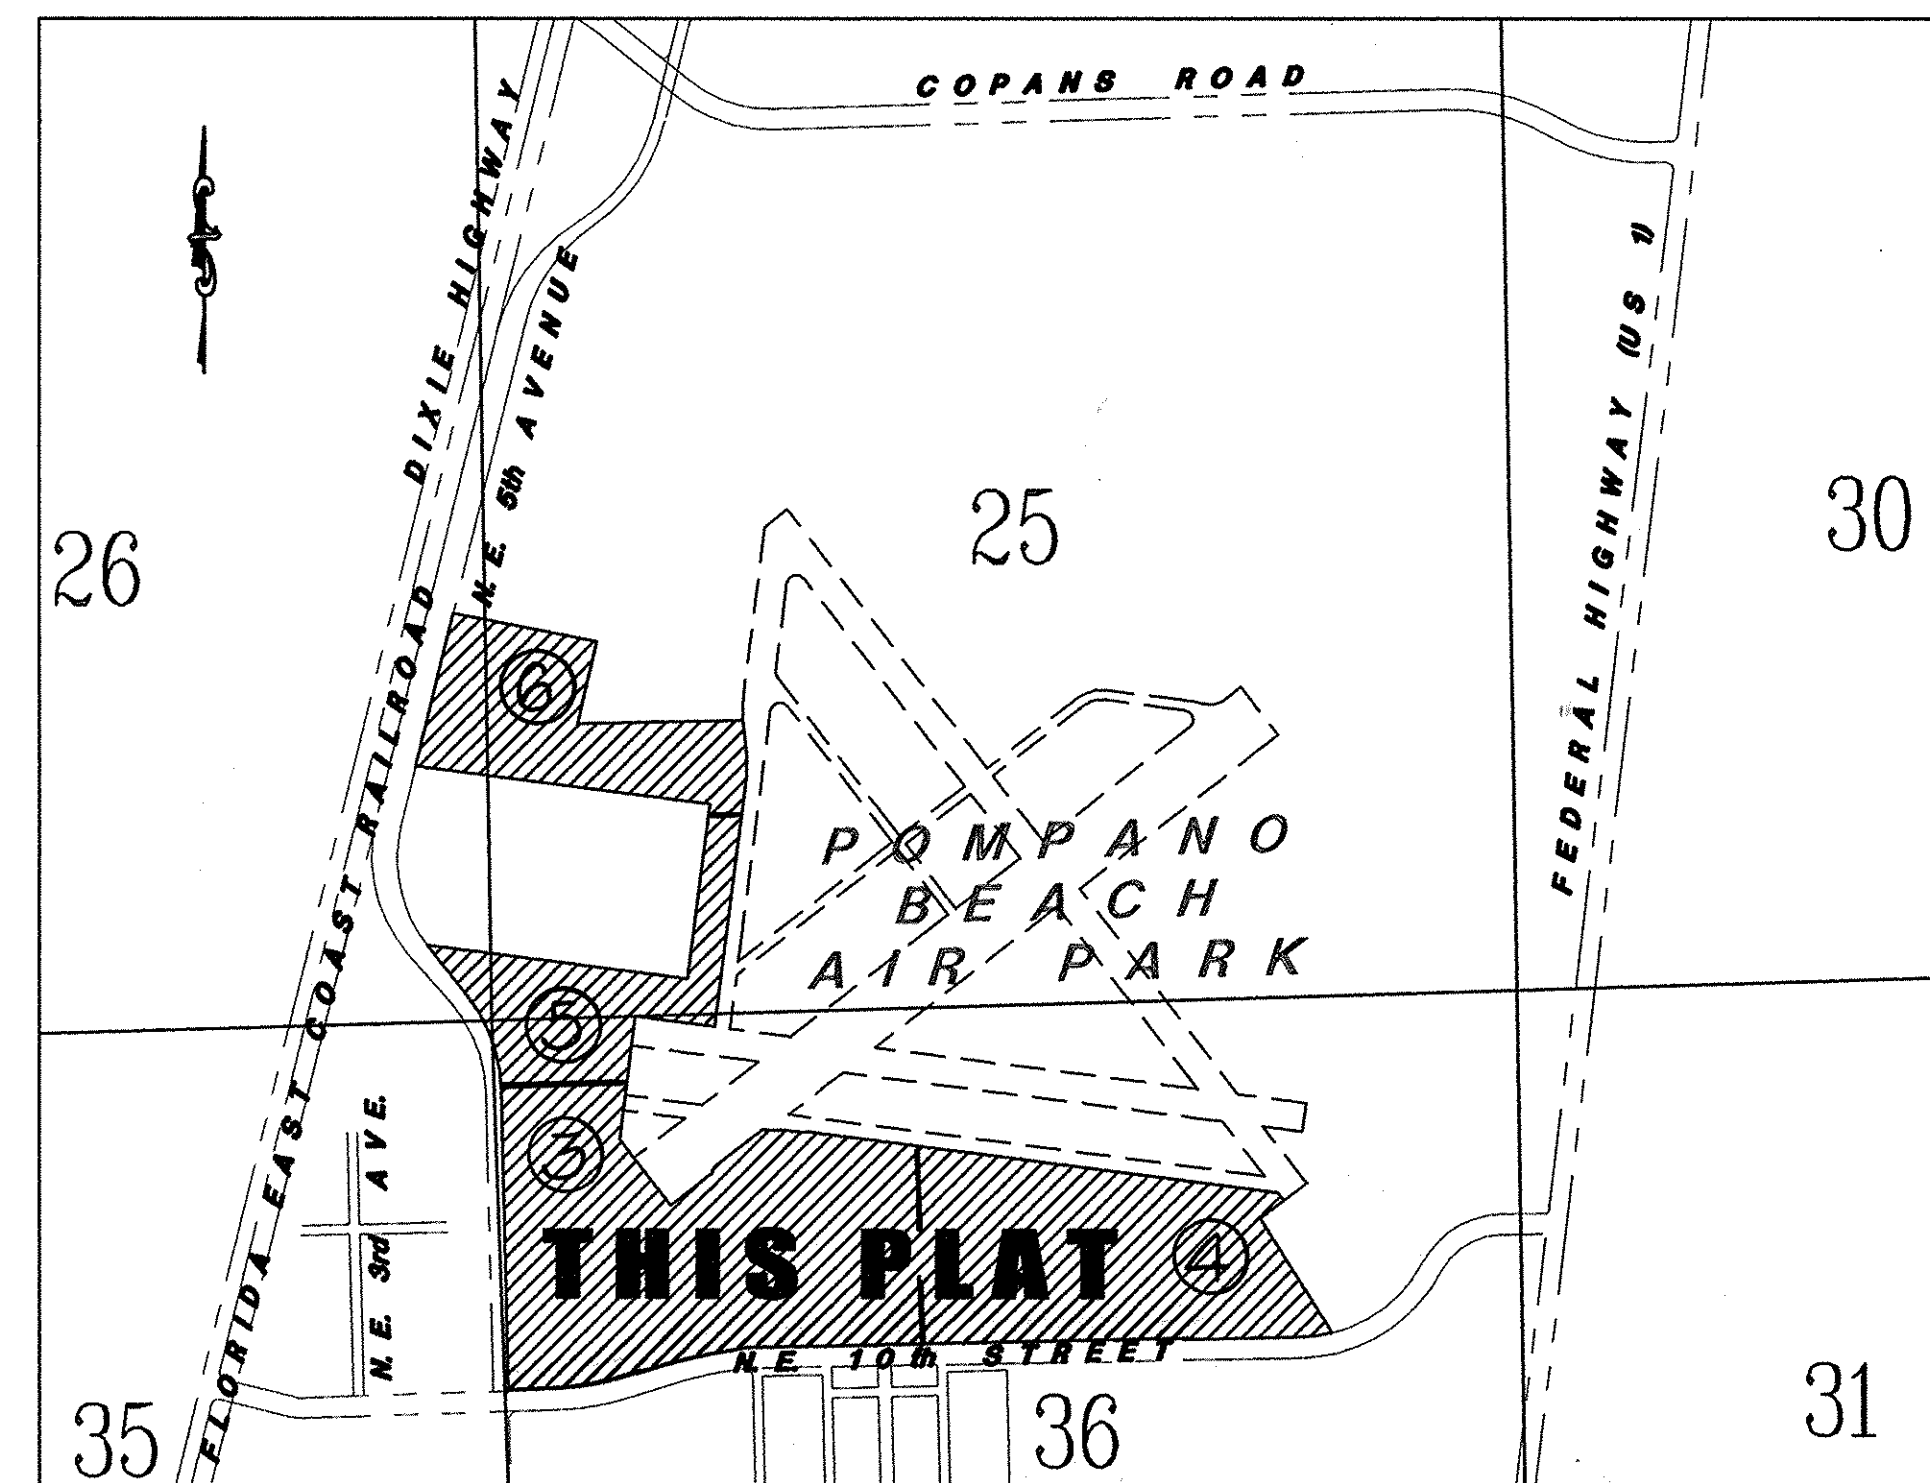 COPANS ROAD
DIXIE HIGHWAY
N.E. 5th AVENUE
FEDERAL HIGHWAY (US 1)
25
30
26
6
FLORIDA EAST COAST RAILROAD
POMPANO
BEACH
AIR PARK
5
3
N.E. 3rd AVE.
THIS PLAT
4
N.E. 10th STREET
35
36
31